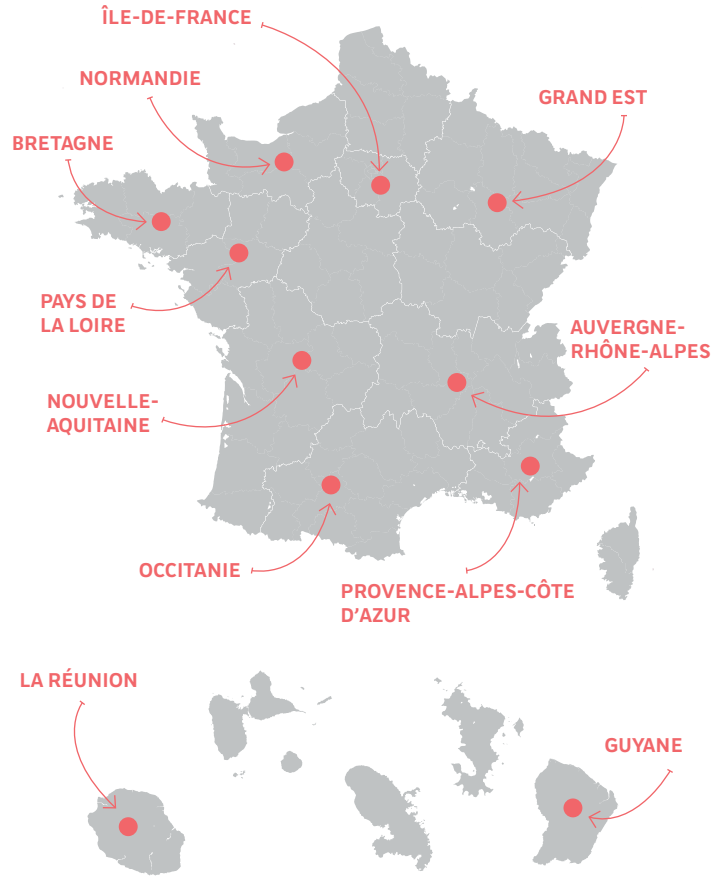 ÎLE-DE-FRANCE
NORMANDIE
GRAND EST
BRETAGNE
PAYS DE
LA LOIRE
AUVERGNE-
RHÔNE-ALPES
NOUVELLE-
AQUITAINE
OCCITANIE
PROVENCE-ALPES-CÔTE
D’AZUR
LA RÉUNION
GUYANE